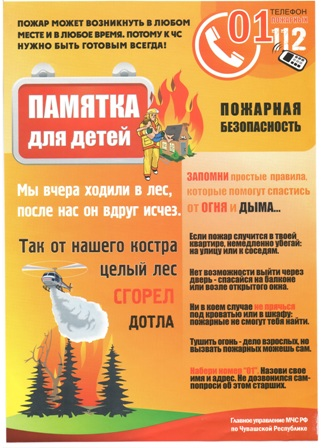 ПОЖАР МОЖЕТ ВОЗНИКНУТЬ В ЛЮБОМ
МЕСТЕ И В ЛЮБОЕ ВРЕМЯ. ПОТОМУ К ЧС
НУЖНО БЫТЬ ГОТОВЫМ ВСЕГДА!
01
ТЕЛЕФОН
112
ПАМЯТКА
для детей
ПОЖАРНАЯ
БЕЗОПАСНОСТЬ
Мы вчера ходили в лес,
после нас он вдруг исчез.
Так от нашего костра
целый лес
СГОРЕЛ
ДОТЛА
ЗАПОМНИ простые правила,
которые помогут спастись
от ОГНЯ и ДЫМА...
Если пожар случится в твоей
квартире, немедленно убегай:
на улицу или к соседям.
Нет возможности выйти через
дверь - спасайся на балконе
или возле открытого окна.
Ни в коем случае не прячься
под кроватью или в шкафу:
пожарным не смогут тебя найти.
Тушить огонь - дело взрослых, но
вызвать пожарных можешь сам.
Набери номер "01". Назови свое
имя и адрес. Не дозвонился сам-
попроси об этом старших.
Главное управление МЧС РФ
по Чувашской Республике